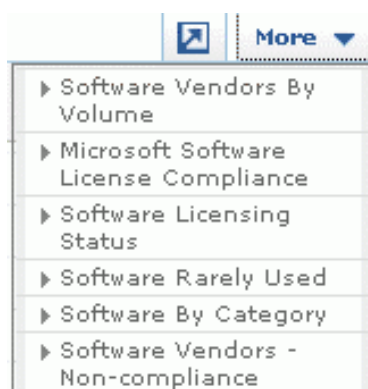 More
Software Vendors By
Volume
Microsoft Software
License Compliance
Software Licensing
Status
Software Rarely Used
Software By Category
Software Vendors -
Non-compliance